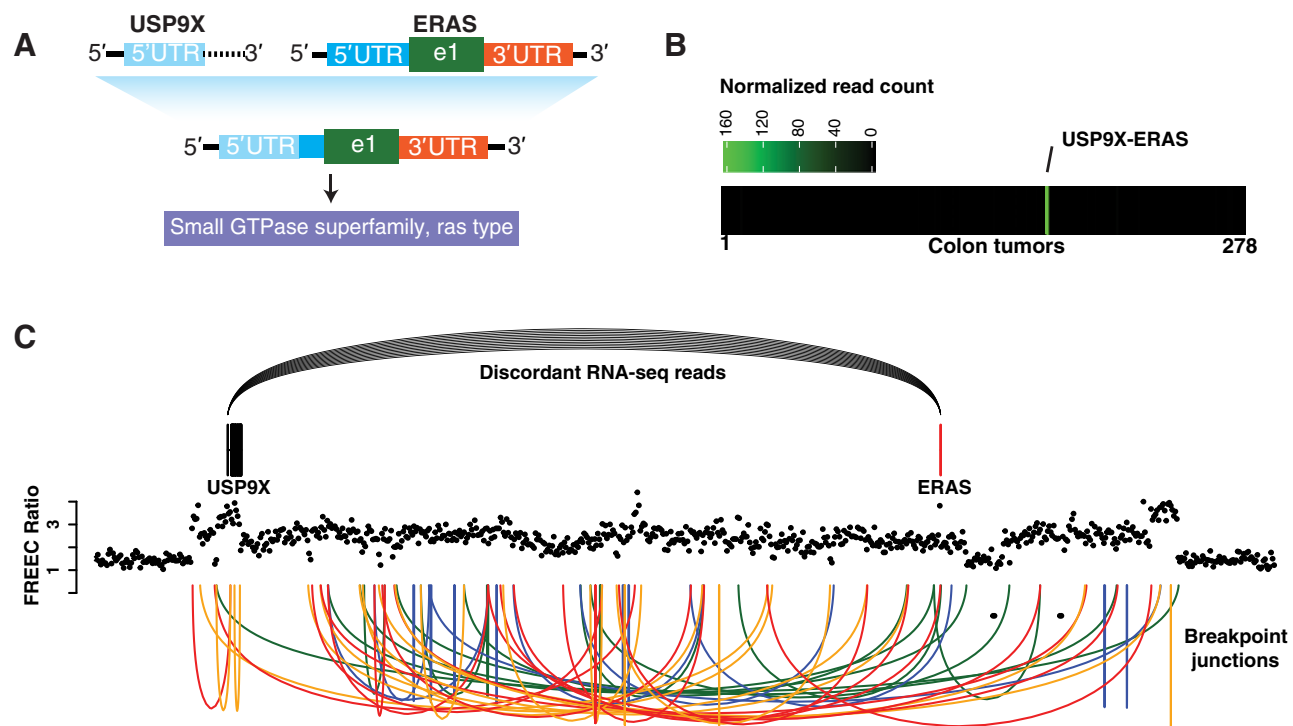 A
USP9X
ERAS
5′ 5′UTR 3′
5′ 5′UTR e1 3′UTR 3′
5′ 5′UTR e1 3′UTR 3′
Small GTPase superfamily, ras type
B
Normalized read count
160 120 80 40 0
USP9X-ERAS
1 Colon tumors 278
C
Discordant RNA-seq reads
USP9X
ERAS
FREEC Ratio
3
1
Breakpoint
junctions